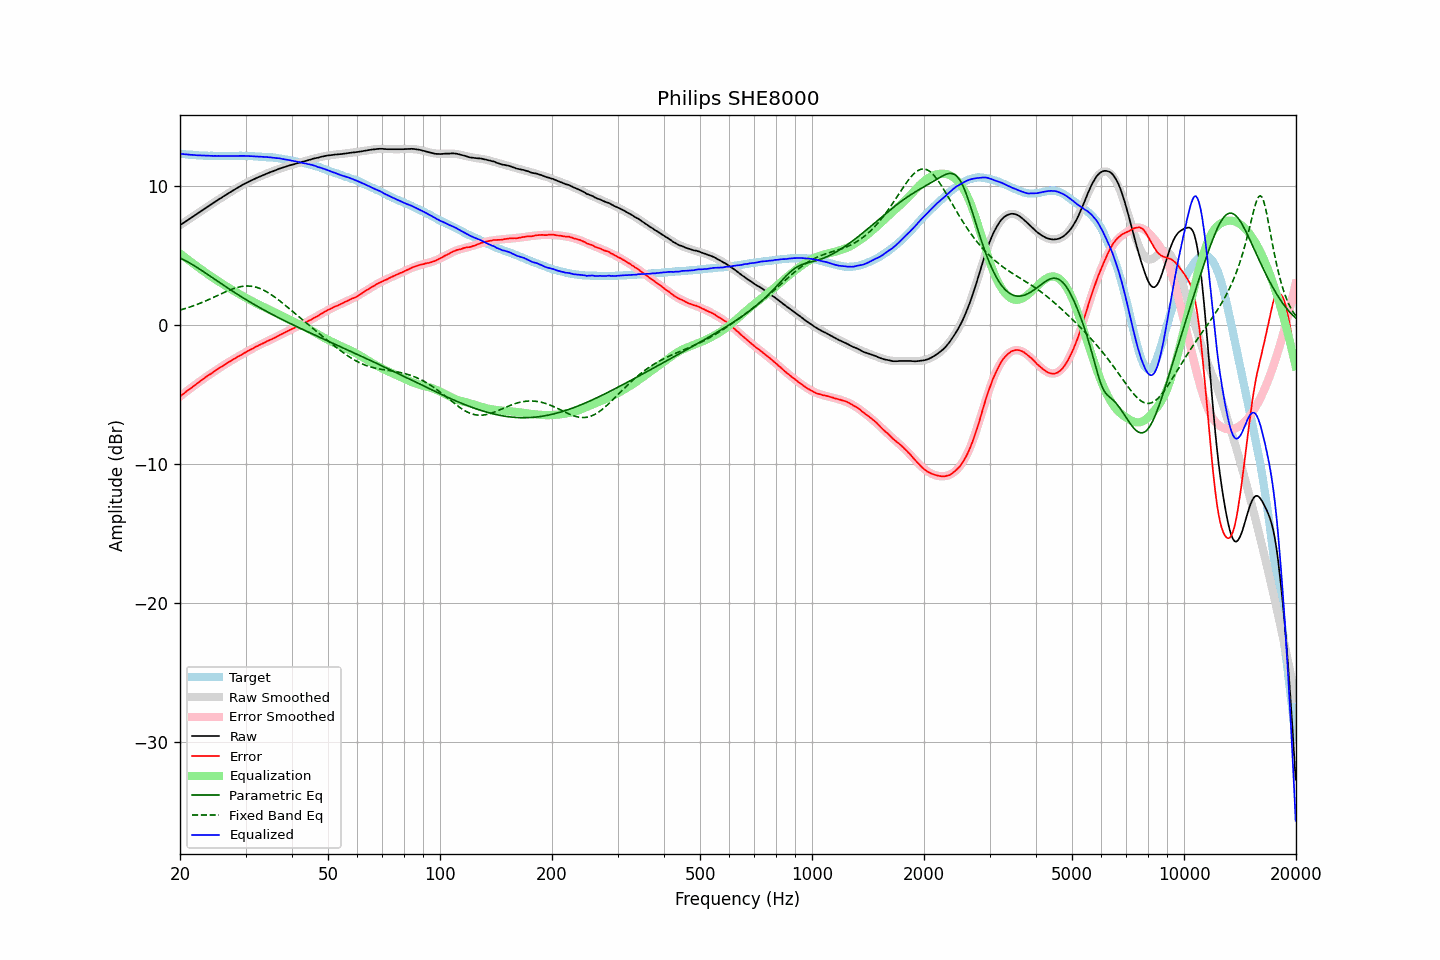 Philips SHE8000
Amplitude (dBr)
10
0
−10
−20
−30
Target
Raw Smoothed
Error Smoothed
Raw
Error
Equalization
Parametric Eq
Fixed Band Eq
Equalized
20 50 100 200 500 1000 2000 5000 10000 20000
Frequency (Hz)